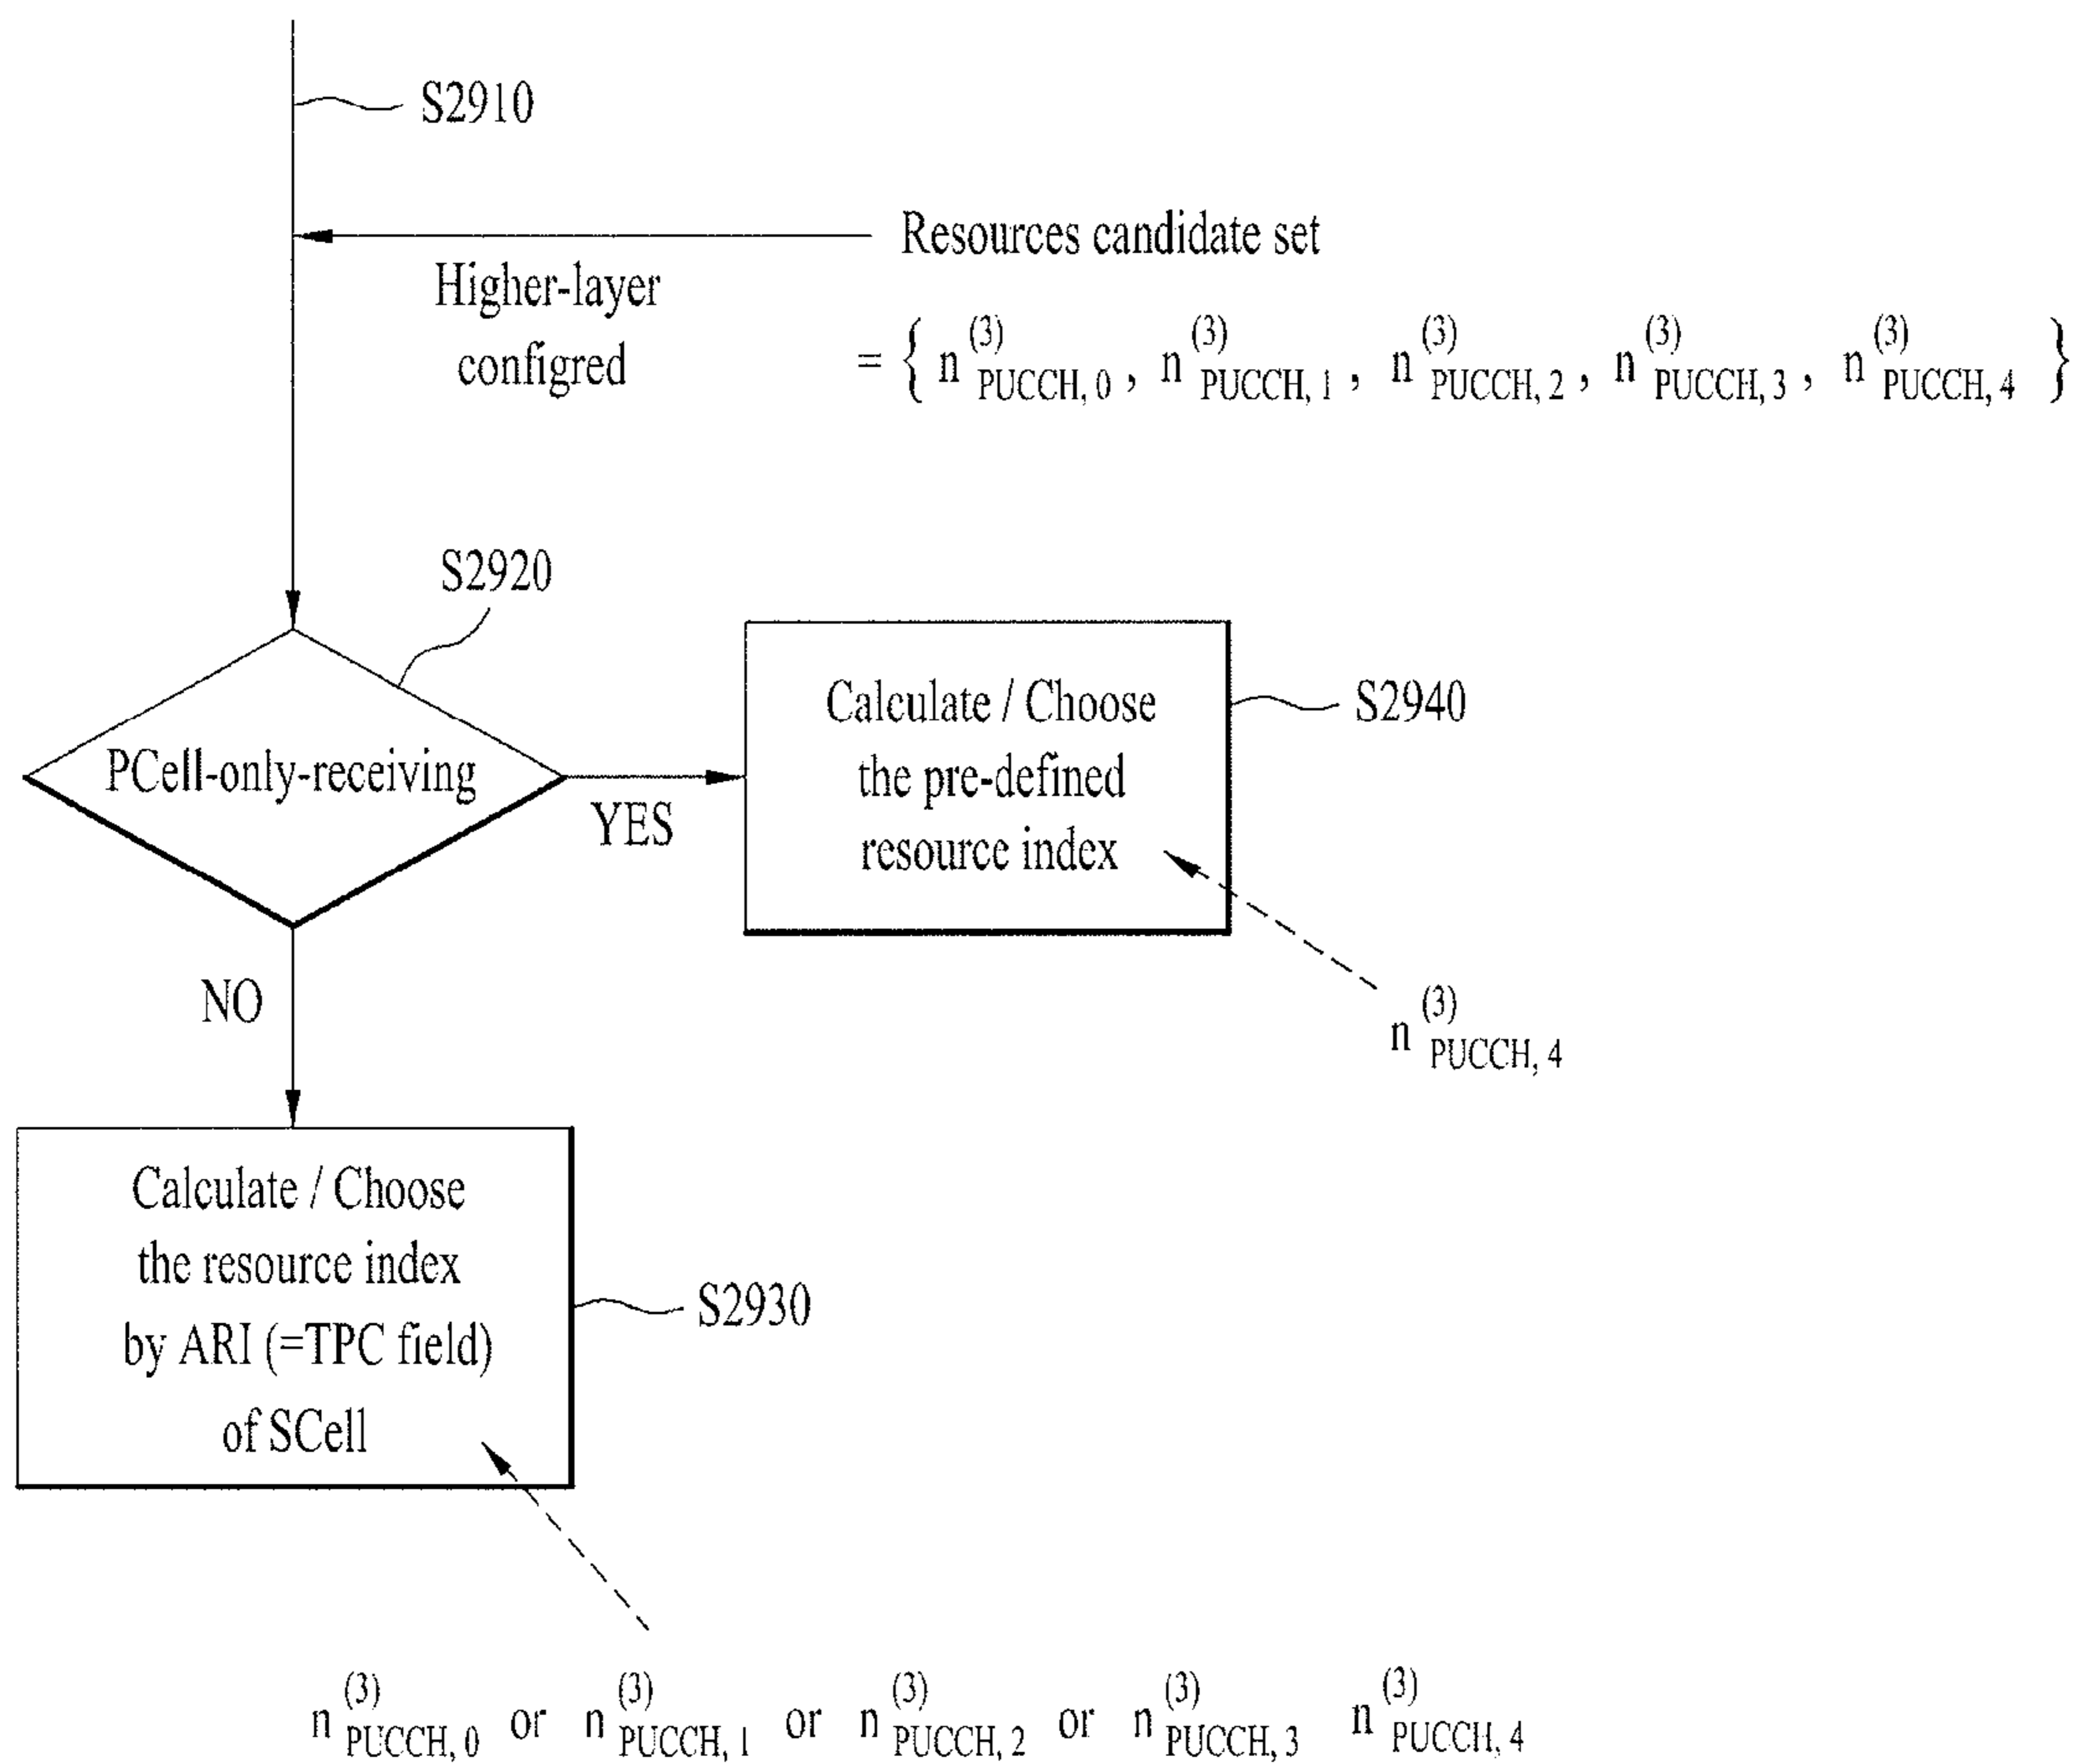 S2910
Resources candidate set
Higher-layer
configred
= { n (3) PUCCH, 0 , n (3) PUCCH, 1 , n (3) PUCCH, 2 , n (3) PUCCH, 3 , n (3) PUCCH, 4 }
S2920
PCell-only-receiving
YES
NO
Calculate / Choose
the pre-defined
resource index
S2940
n (3) PUCCH, 4
Calculate / Choose
the resource index
by ARI (=TPC field)
of SCell
S2930
n (3) PUCCH, 0 or n (3) PUCCH, 1 or n (3) PUCCH, 2 or n (3) PUCCH, 3 n (3) PUCCH, 4